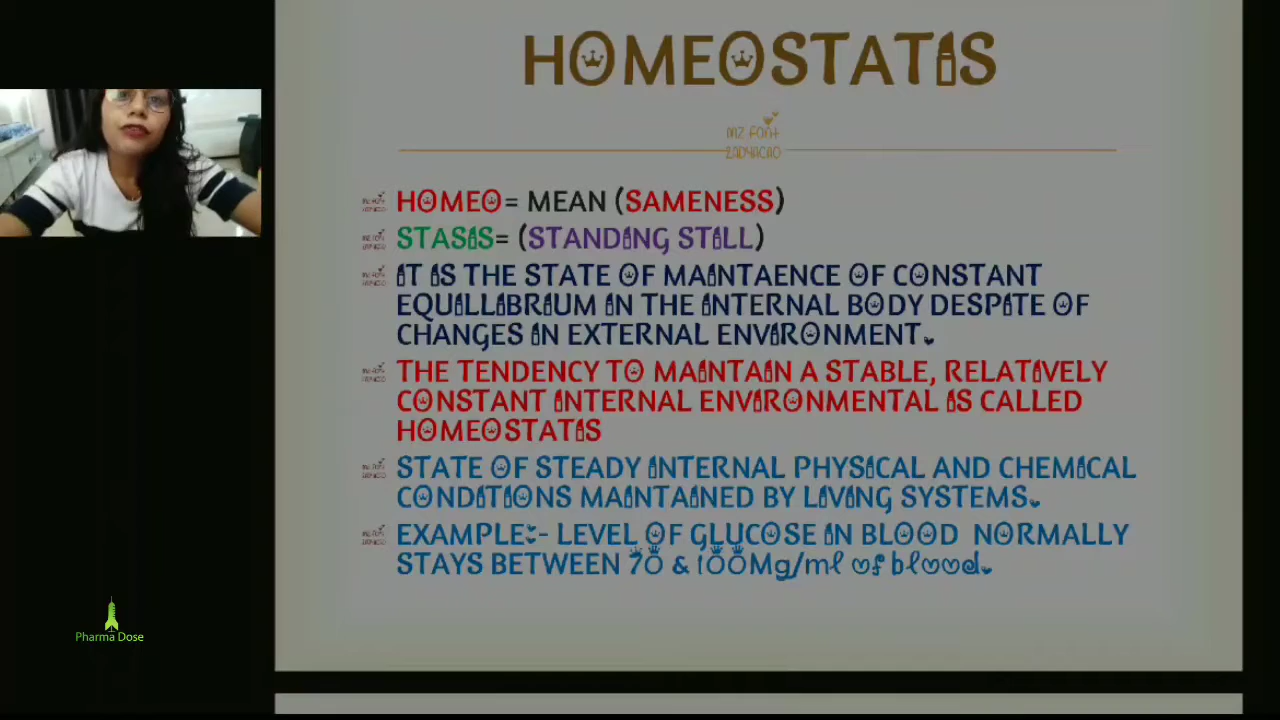 HOMEOSTATIS
MZ FONT
ZADYACAO
HOMEO= MEAN (SAMENESS)
STASIS= (STANDING STILL)
IT IS THE STATE OF MAINTAENCE OF CONSTANT
EQUILLIBRIUM IN THE INTERNAL BODY DESPITE OF
CHANGES IN EXTERNAL ENVIRONMENT.
THE TENDENCY TO MAINTAIN A STABLE, RELATIVELY
CONSTANT INTERNAL ENVIRONMENTAL IS CALLED
HOMEOSTATIS
STATE OF STEADY INTERNAL PHYSICAL AND CHEMICAL
CONDITIONS MAINTAINED BY LIVING SYSTEMS.
EXAMPLE:- LEVEL OF GLUCOSE IN BLOOD NORMALLY
STAYS BETWEEN 70 & 100Mg/ml of blood.
Pharma Dose